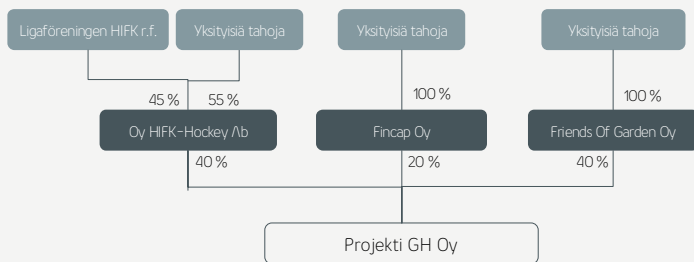 Ligaföreningen HIFK r.f.
Yksityisiä tahoja
Yksityisiä tahoja
Yksityisiä tahoja
45 %
55 %
100 %
100 %
Oy HIFK-Hockey Ab
Fincap Oy
Friends Of Garden Oy
40 %
20 %
40 %
Projekti GH Oy